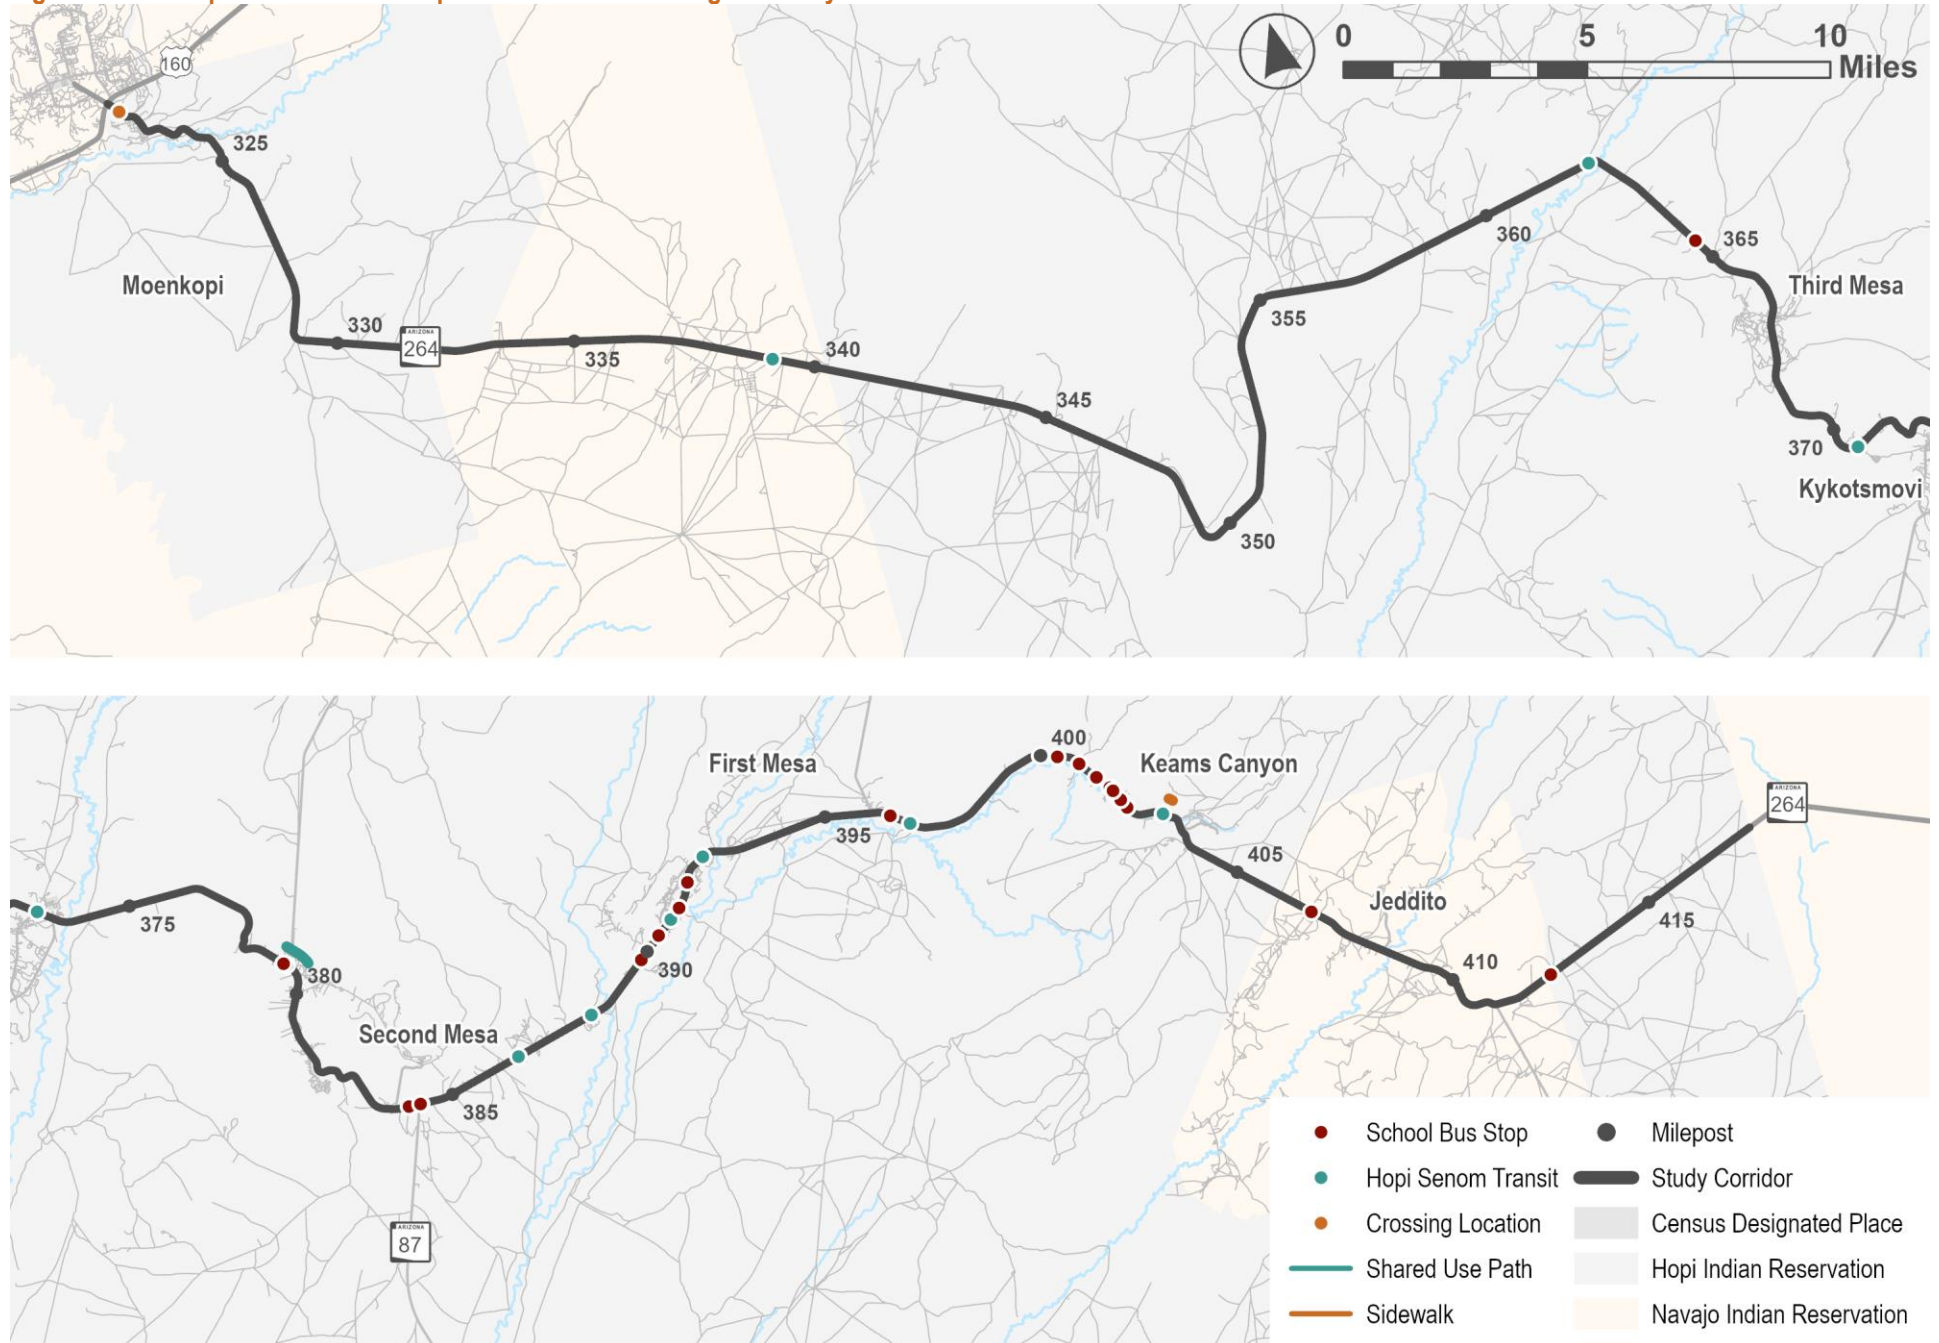 0 5 10
Miles
160
325
Moenkopi
330
ARIZONA
264
335
340
345
350
355
360
365
Third Mesa
370
Kykotsmovi
375
380
Second Mesa
385
ARIZONA
87
390
First Mesa
395
400
Keams Canyon
405
Jeddito
410
415
ARIZONA
264
School Bus Stop
Hopi Senom Transit
Crossing Location
Shared Use Path
Sidewalk
Milepost
Study Corridor
Census Designated Place
Hopi Indian Reservation
Navajo Indian Reservation